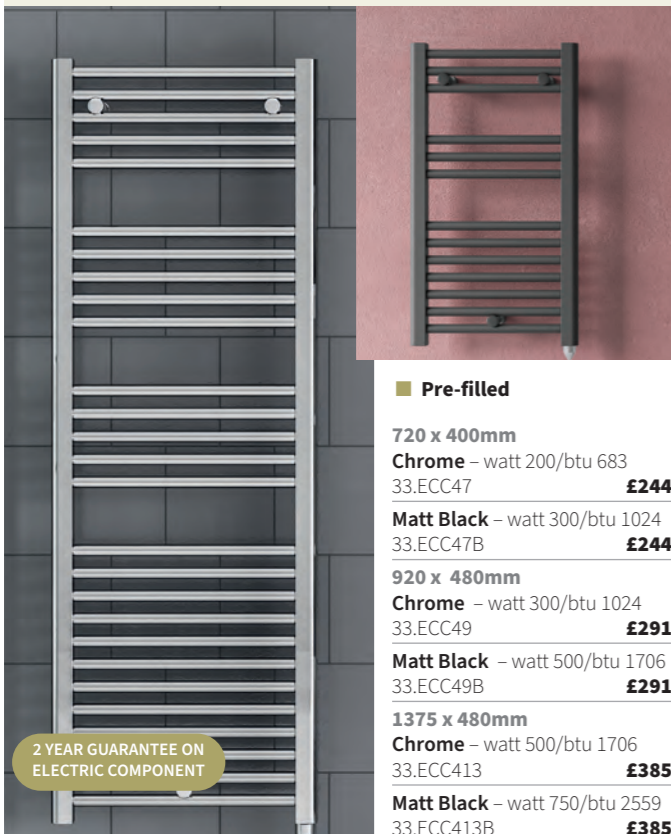 Pre-filled
720 x 400mm
Chrome – watt 200/btu 683
33.ECC47 £244
Matt Black – watt 300/btu 1024
33.ECC47B £244
920 x 480mm
Chrome – watt 300/btu 1024
33.ECC49 £291
Matt Black – watt 500/btu 1706
33.ECC49B £291
1375 x 480mm
Chrome – watt 500/btu 1706
33.ECC413 £385
Matt Black – watt 750/btu 2559
33.ECC413B £385
2 YEAR GUARANTEE ON
ELECTRIC COMPONENT